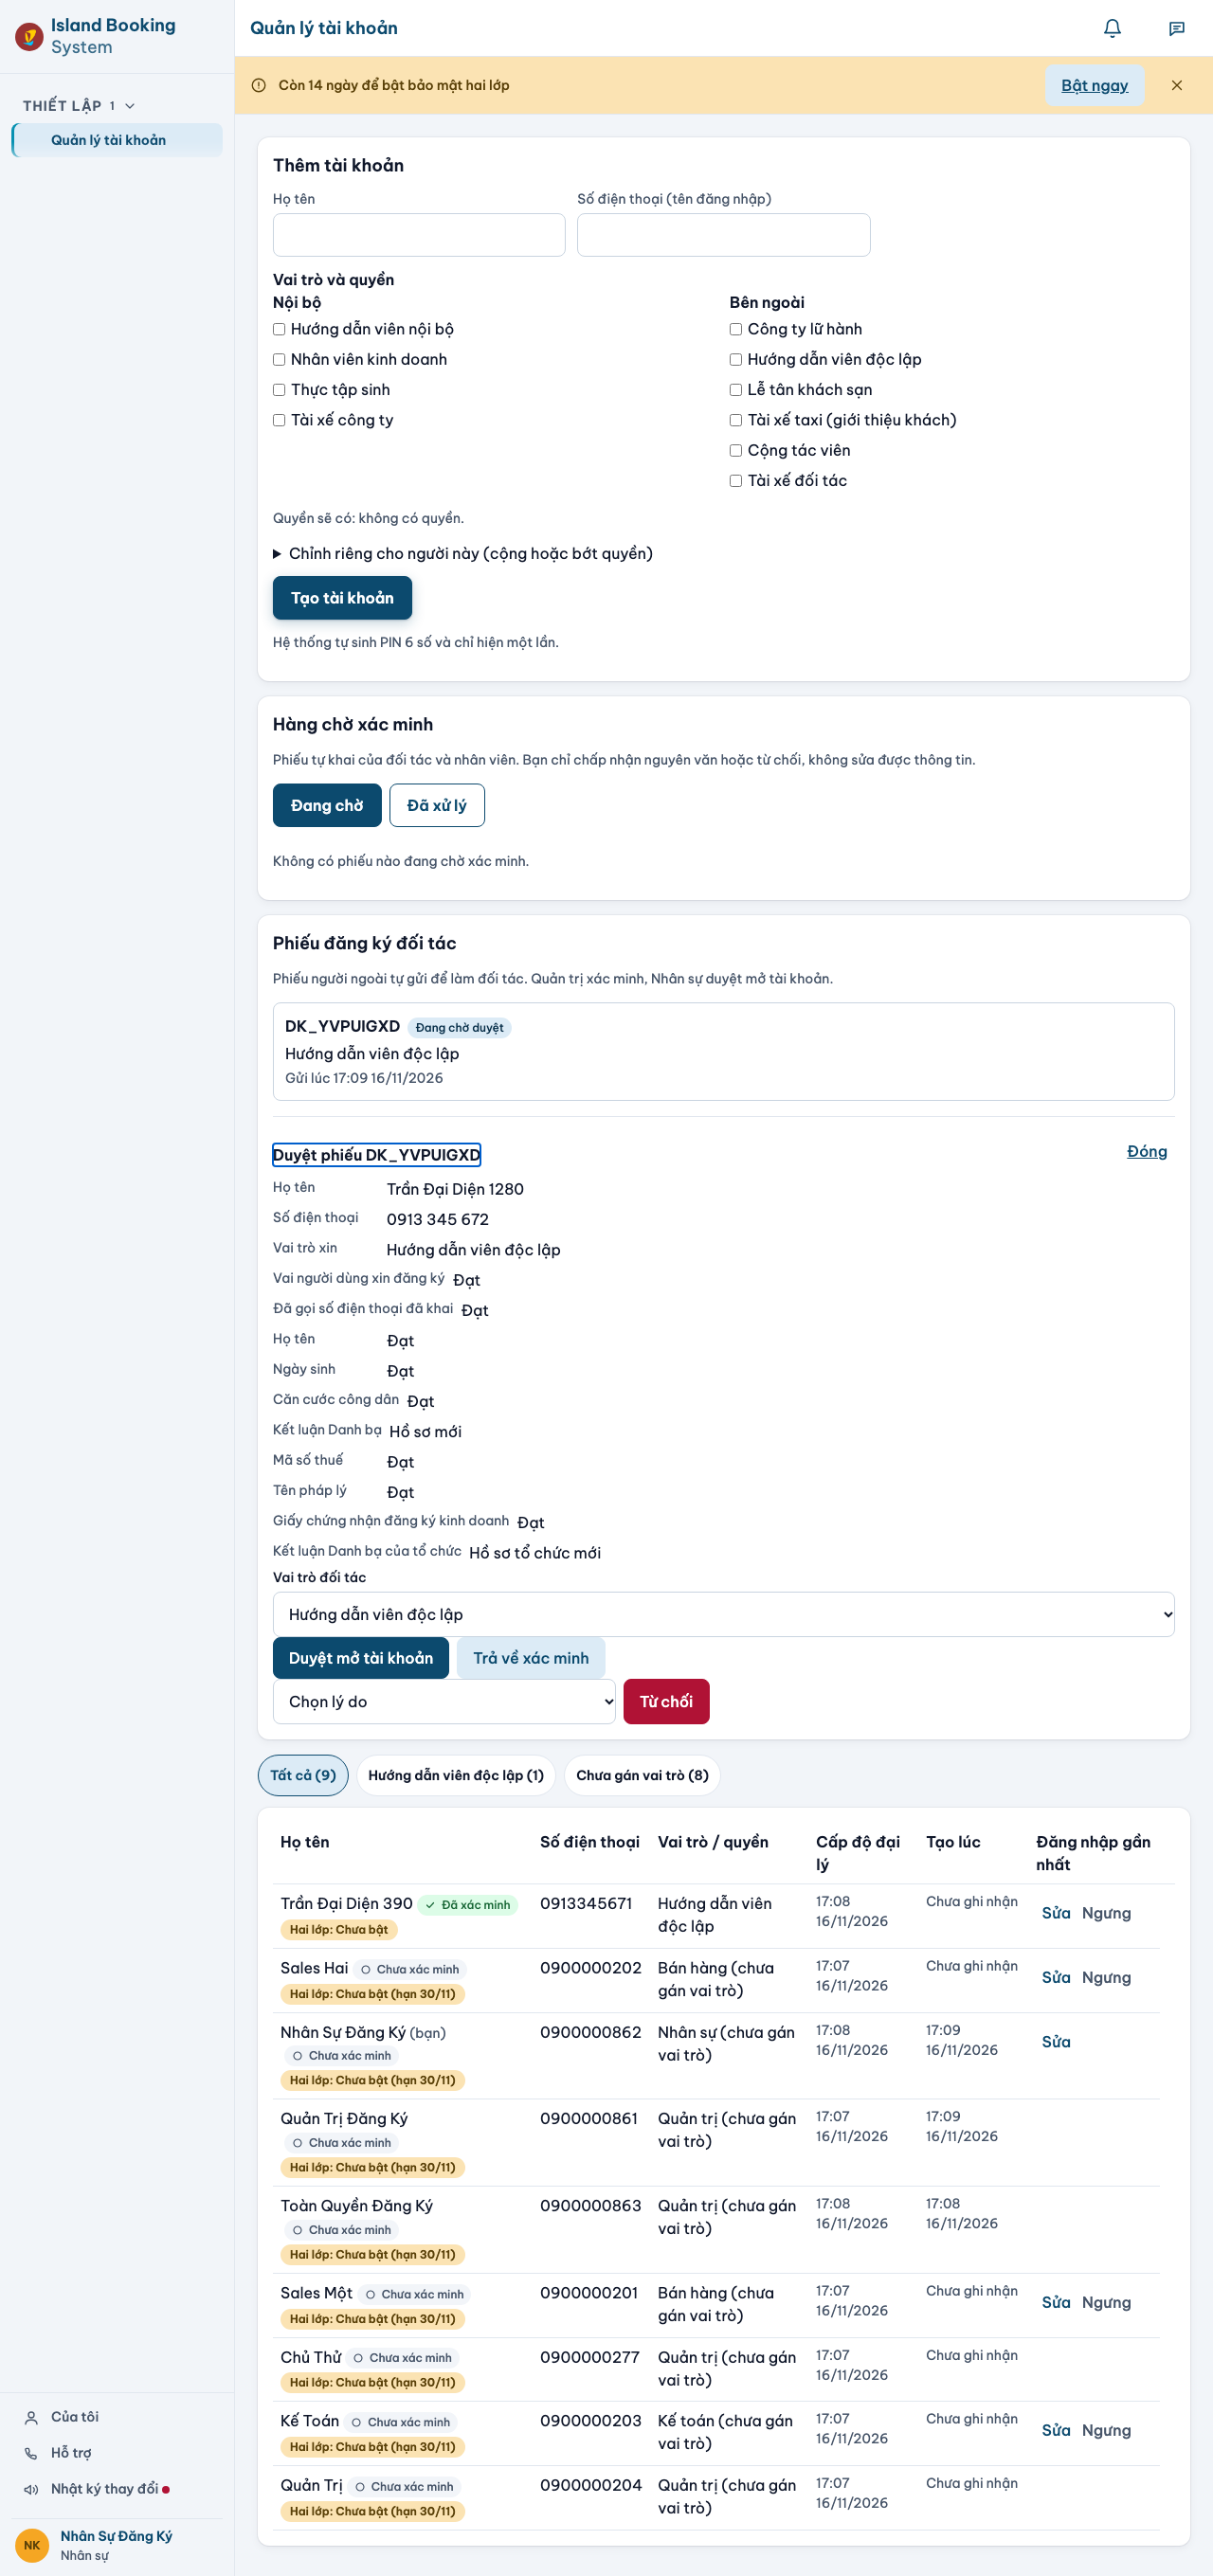 Island Booking
System
THIẾT LẬP 1
Quản lý tài khoản
Quản lý tài khoản
Còn 14 ngày để bật bảo mật hai lớp
Bật ngay
Thêm tài khoản
Họ tên
Số điện thoại (tên đăng nhập)
Vai trò và quyền
Nội bộ
Hướng dẫn viên nội bộ
Nhân viên kinh doanh
Thực tập sinh
Tài xế công ty
Bên ngoài
Công ty lữ hành
Hướng dẫn viên độc lập
Lễ tân khách sạn
Tài xế taxi (giới thiệu khách)
Cộng tác viên
Tài xế đối tác
Quyền sẽ có: không có quyền.
Chỉnh riêng cho người này (cộng hoặc bớt quyền)
Tạo tài khoản
Hệ thống tự sinh PIN 6 số và chỉ hiện một lần.
Hàng chờ xác minh
Phiếu tự khai của đối tác và nhân viên. Bạn chỉ chấp nhận nguyên văn hoặc từ chối, không sửa được thông tin.
Đang chờ
Đã xử lý
Không có phiếu nào đang chờ xác minh.
Phiếu đăng ký đối tác
Phiếu người ngoài tự gửi để làm đối tác. Quản trị xác minh, Nhân sự duyệt mở tài khoản.
DK_YVPUIGXD Đang chờ duyệt
Hướng dẫn viên độc lập
Gửi lúc 17:09 16/11/2026
Duyệt phiếu DK_YVPUIGXD
Đóng
Họ tên Trần Đại Diện 1280
Số điện thoại 0913 345 672
Vai trò xin Hướng dẫn viên độc lập
Vai người dùng xin đăng ký Đạt
Đã gọi số điện thoại đã khai Đạt
Họ tên Đạt
Ngày sinh Đạt
Căn cước công dân Đạt
Kết luận Danh bạ Hồ sơ mới
Mã số thuế Đạt
Tên pháp lý Đạt
Giấy chứng nhận đăng ký kinh doanh Đạt
Kết luận Danh bạ của tổ chức Hồ sơ tổ chức mới
Vai trò đối tác
Hướng dẫn viên độc lập
Duyệt mở tài khoản
Trả về xác minh
Chọn lý do
Từ chối
Tất cả (9)
Hướng dẫn viên độc lập (1)
Chưa gán vai trò (8)
Họ tên Số điện thoại Vai trò / quyền Cấp độ đại Tạo lúc Đăng nhập gần
lý nhất
Trần Đại Diện 390 Đã xác minh 0913345671 Hướng dẫn viên 17:08 Chưa ghi nhận Sửa Ngưng
Hai lớp: Chưa bật độc lập 16/11/2026
Sales Hai Chưa xác minh 0900000202 Bán hàng (chưa 17:07 Chưa ghi nhận Sửa Ngưng
Hai lớp: Chưa bật (hạn 30/11) gán vai trò) 16/11/2026
Nhân Sự Đăng Ký (bạn) 0900000862 Nhân sự (chưa gán 17:08 17:09 Sửa
Chưa xác minh vai trò) 16/11/2026 16/11/2026
Hai lớp: Chưa bật (hạn 30/11)
Quản Trị Đăng Ký 0900000861 Quản trị (chưa gán 17:07 17:09
Chưa xác minh vai trò) 16/11/2026 16/11/2026
Hai lớp: Chưa bật (hạn 30/11)
Toàn Quyền Đăng Ký 0900000863 Quản trị (chưa gán 17:08 17:08
Chưa xác minh vai trò) 16/11/2026 16/11/2026
Hai lớp: Chưa bật (hạn 30/11)
Sales Một Chưa xác minh 0900000201 Bán hàng (chưa 17:07 Chưa ghi nhận Sửa Ngưng
Hai lớp: Chưa bật (hạn 30/11) gán vai trò) 16/11/2026
Chủ Thử Chưa xác minh 0900000277 Quản trị (chưa gán 17:07 Chưa ghi nhận
Hai lớp: Chưa bật (hạn 30/11) vai trò) 16/11/2026
Kế Toán Chưa xác minh 0900000203 Kế toán (chưa gán 17:07 Chưa ghi nhận Sửa Ngưng
Hai lớp: Chưa bật (hạn 30/11) vai trò) 16/11/2026
Quản Trị Chưa xác minh 0900000204 Quản trị (chưa gán 17:07 Chưa ghi nhận
Hai lớp: Chưa bật (hạn 30/11) vai trò) 16/11/2026
Của tôi
Hỗ trợ
Nhật ký thay đổi
NK Nhân Sự Đăng Ký
Nhân sự